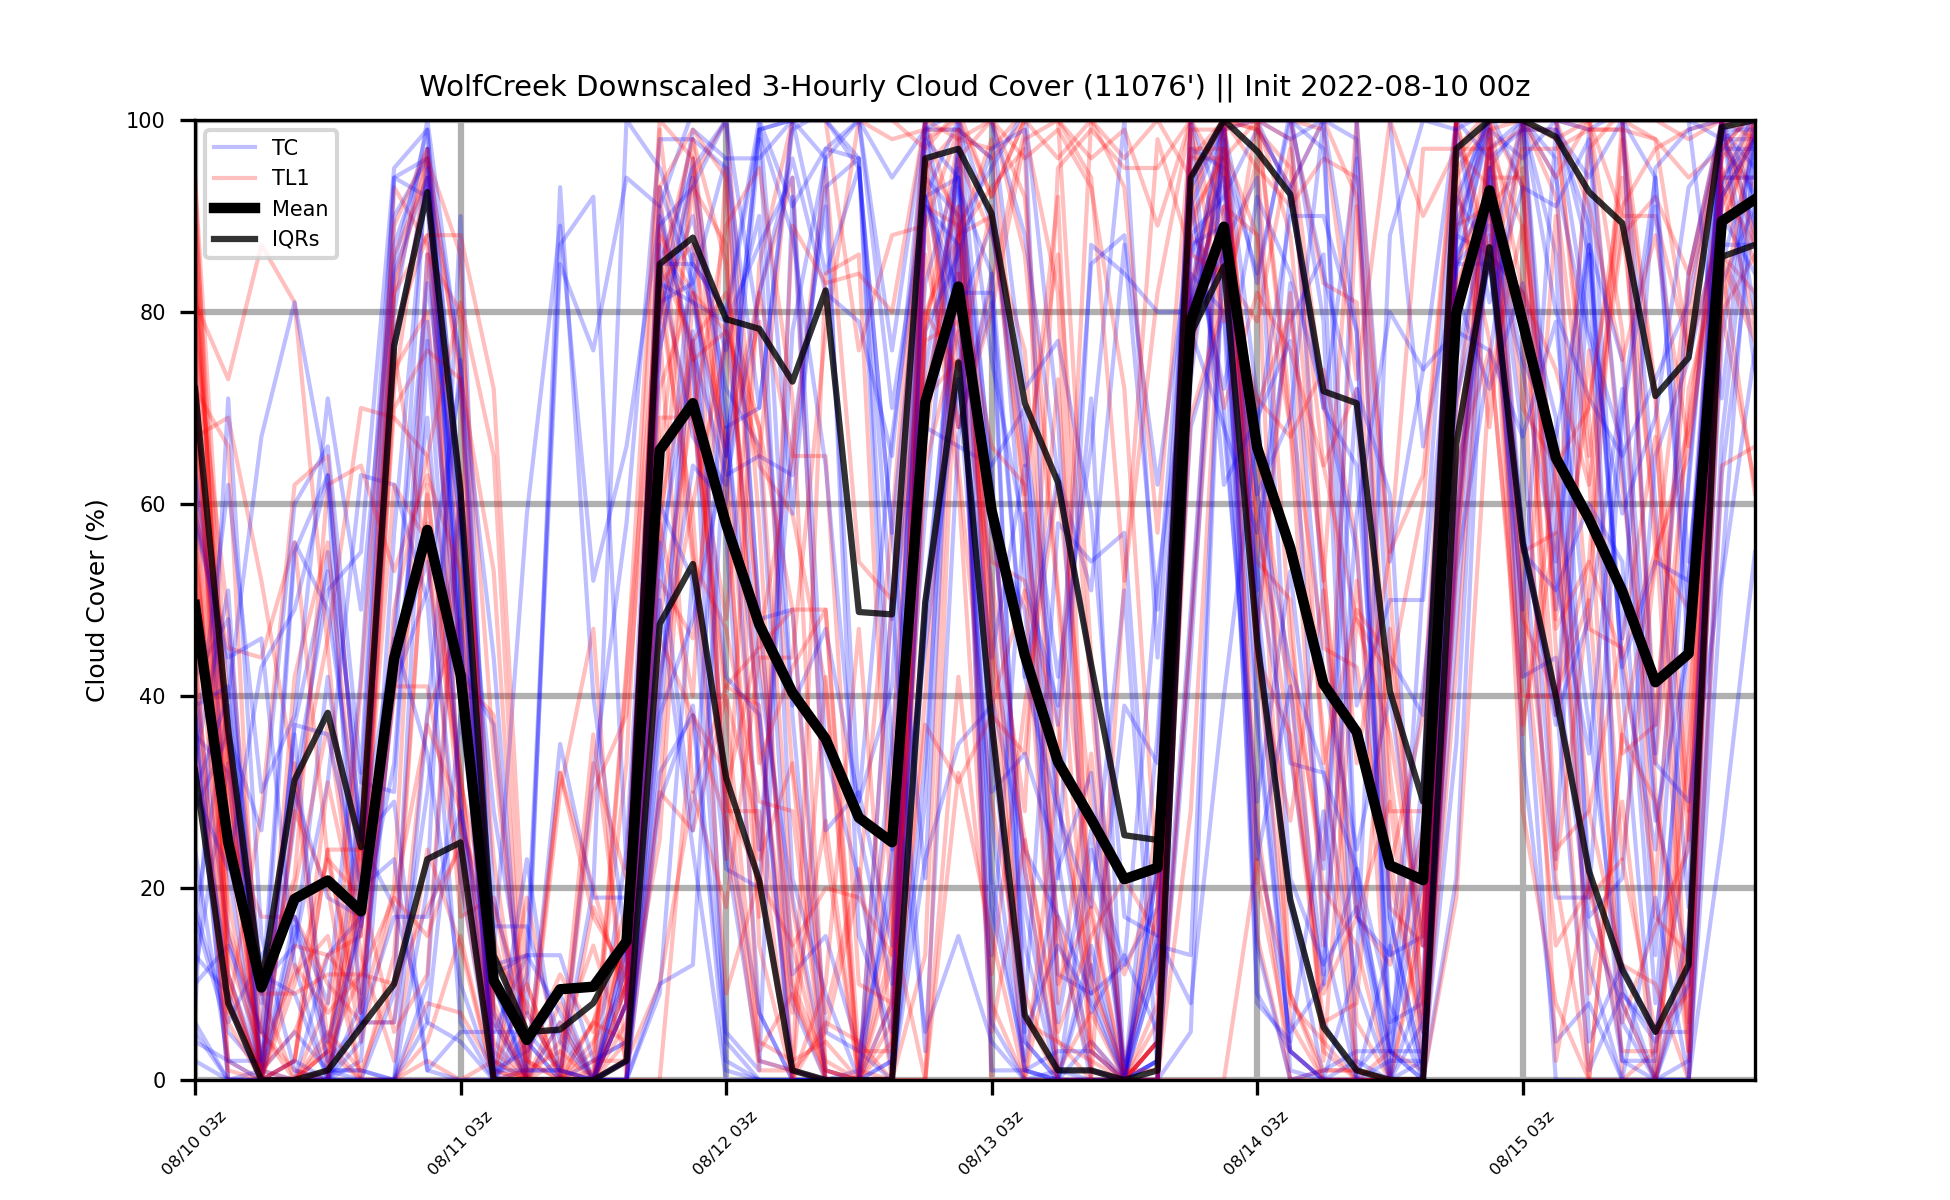 WolfCreek Downscaled 3-Hourly Cloud Cover (11076') || Init 2022-08-10 00z
Cloud Cover (%)
100
80
60
40
20
0
TC
TL1
Mean
IQRs
08/10 03z
08/11 03z
08/12 03z
08/13 03z
08/14 03z
08/15 03z